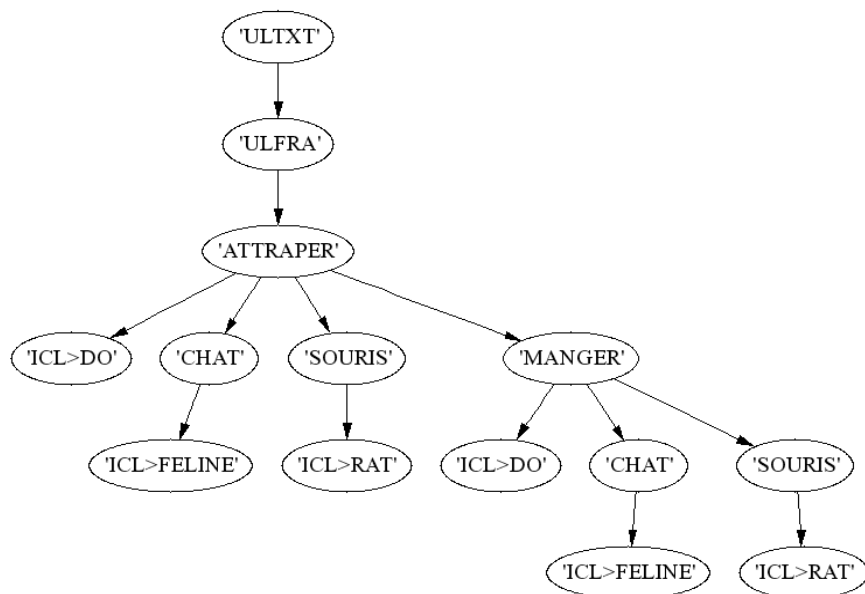 'ULTXT'
'ULFRA'
'ATTRAPER'
'ICL>DO' 'CHAT' 'SOURIS' 'MANGER'
'ICL>FELINE' 'ICL>RAT' 'ICL>DO' 'CHAT' 'SOURIS'
'ICL>FELINE' 'ICL>RAT'